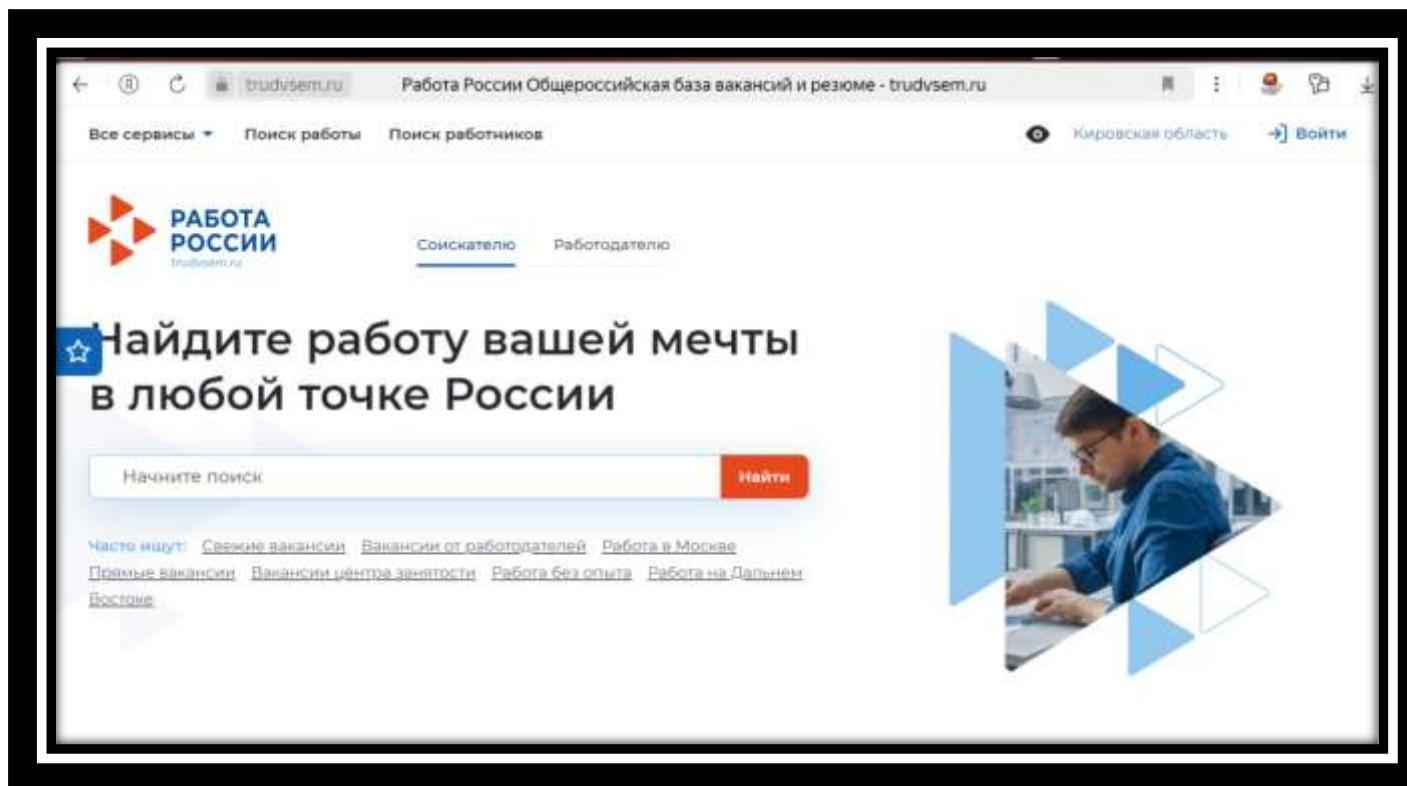 trudvsem.ru Работа России Общероссийская база вакансий и резюме - trudvsem.ru
Все сервисы Поиск работы Поиск работников Кировская область Войти
РАБОТА
РОССИИ
trudvsem.ru
Соискателю Работодателю
Найдите работу вашей мечты
в любой точке России
Начните поиск Найти
Часто ищут: Свежие вакансии Вакансии от работодателей Работа в Москве
Прямые вакансии Вакансии центра занятости Работа без опыта Работа на Дальнем
Востоке